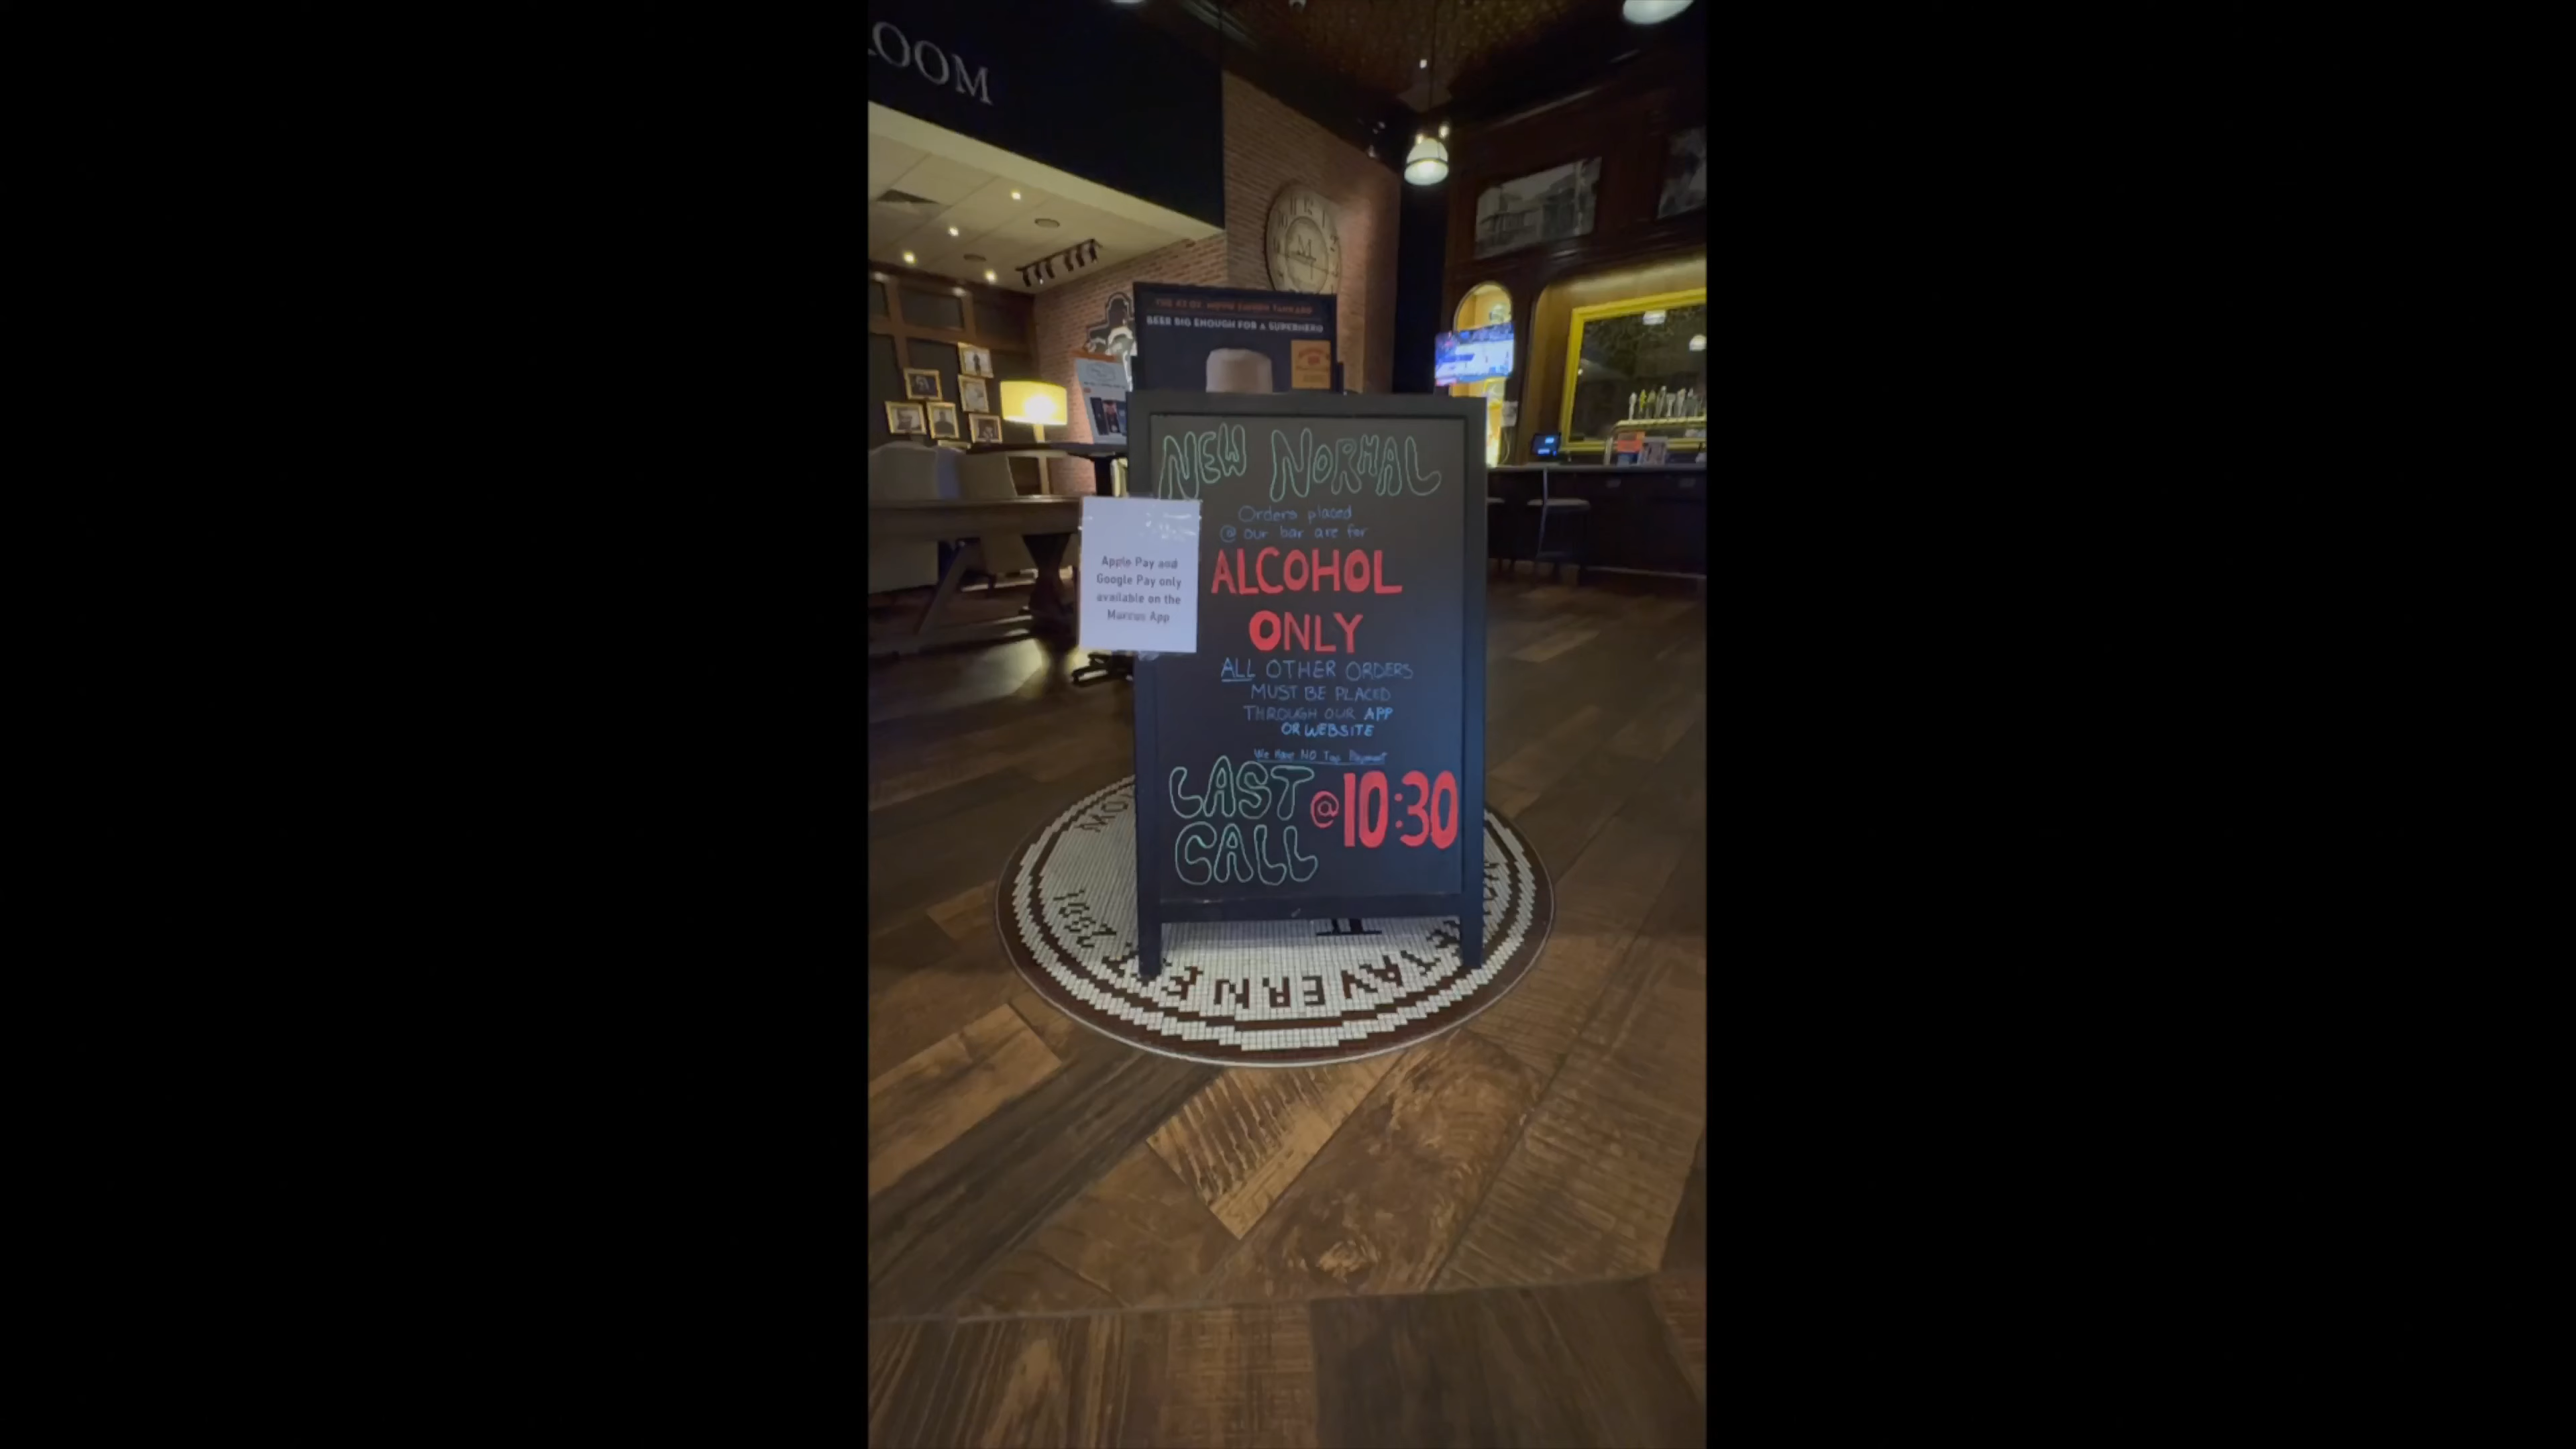 OOM
BEER BIG ENOUGH FOR A SUPERHERO
NEW NORMAL
Orders placed
@ our bar are for
ALCOHOL
ONLY
ALL OTHER ORDERS
MUST BE PLACED
THROUGH OUR APP
OR WEBSITE
We Have NO Tap Payment
LAST
CALL
@ 10:30
Apple Pay and
Google Pay only
available on the
Marcus App
TAVERN